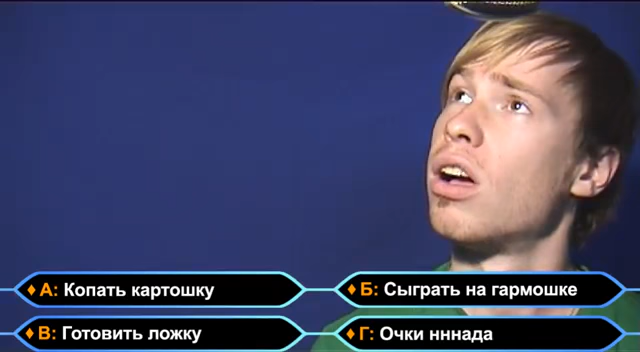 А: Копать картошку
Б: Сыграть на гармошке
В: Готовить ложку
Г: Очки нннада